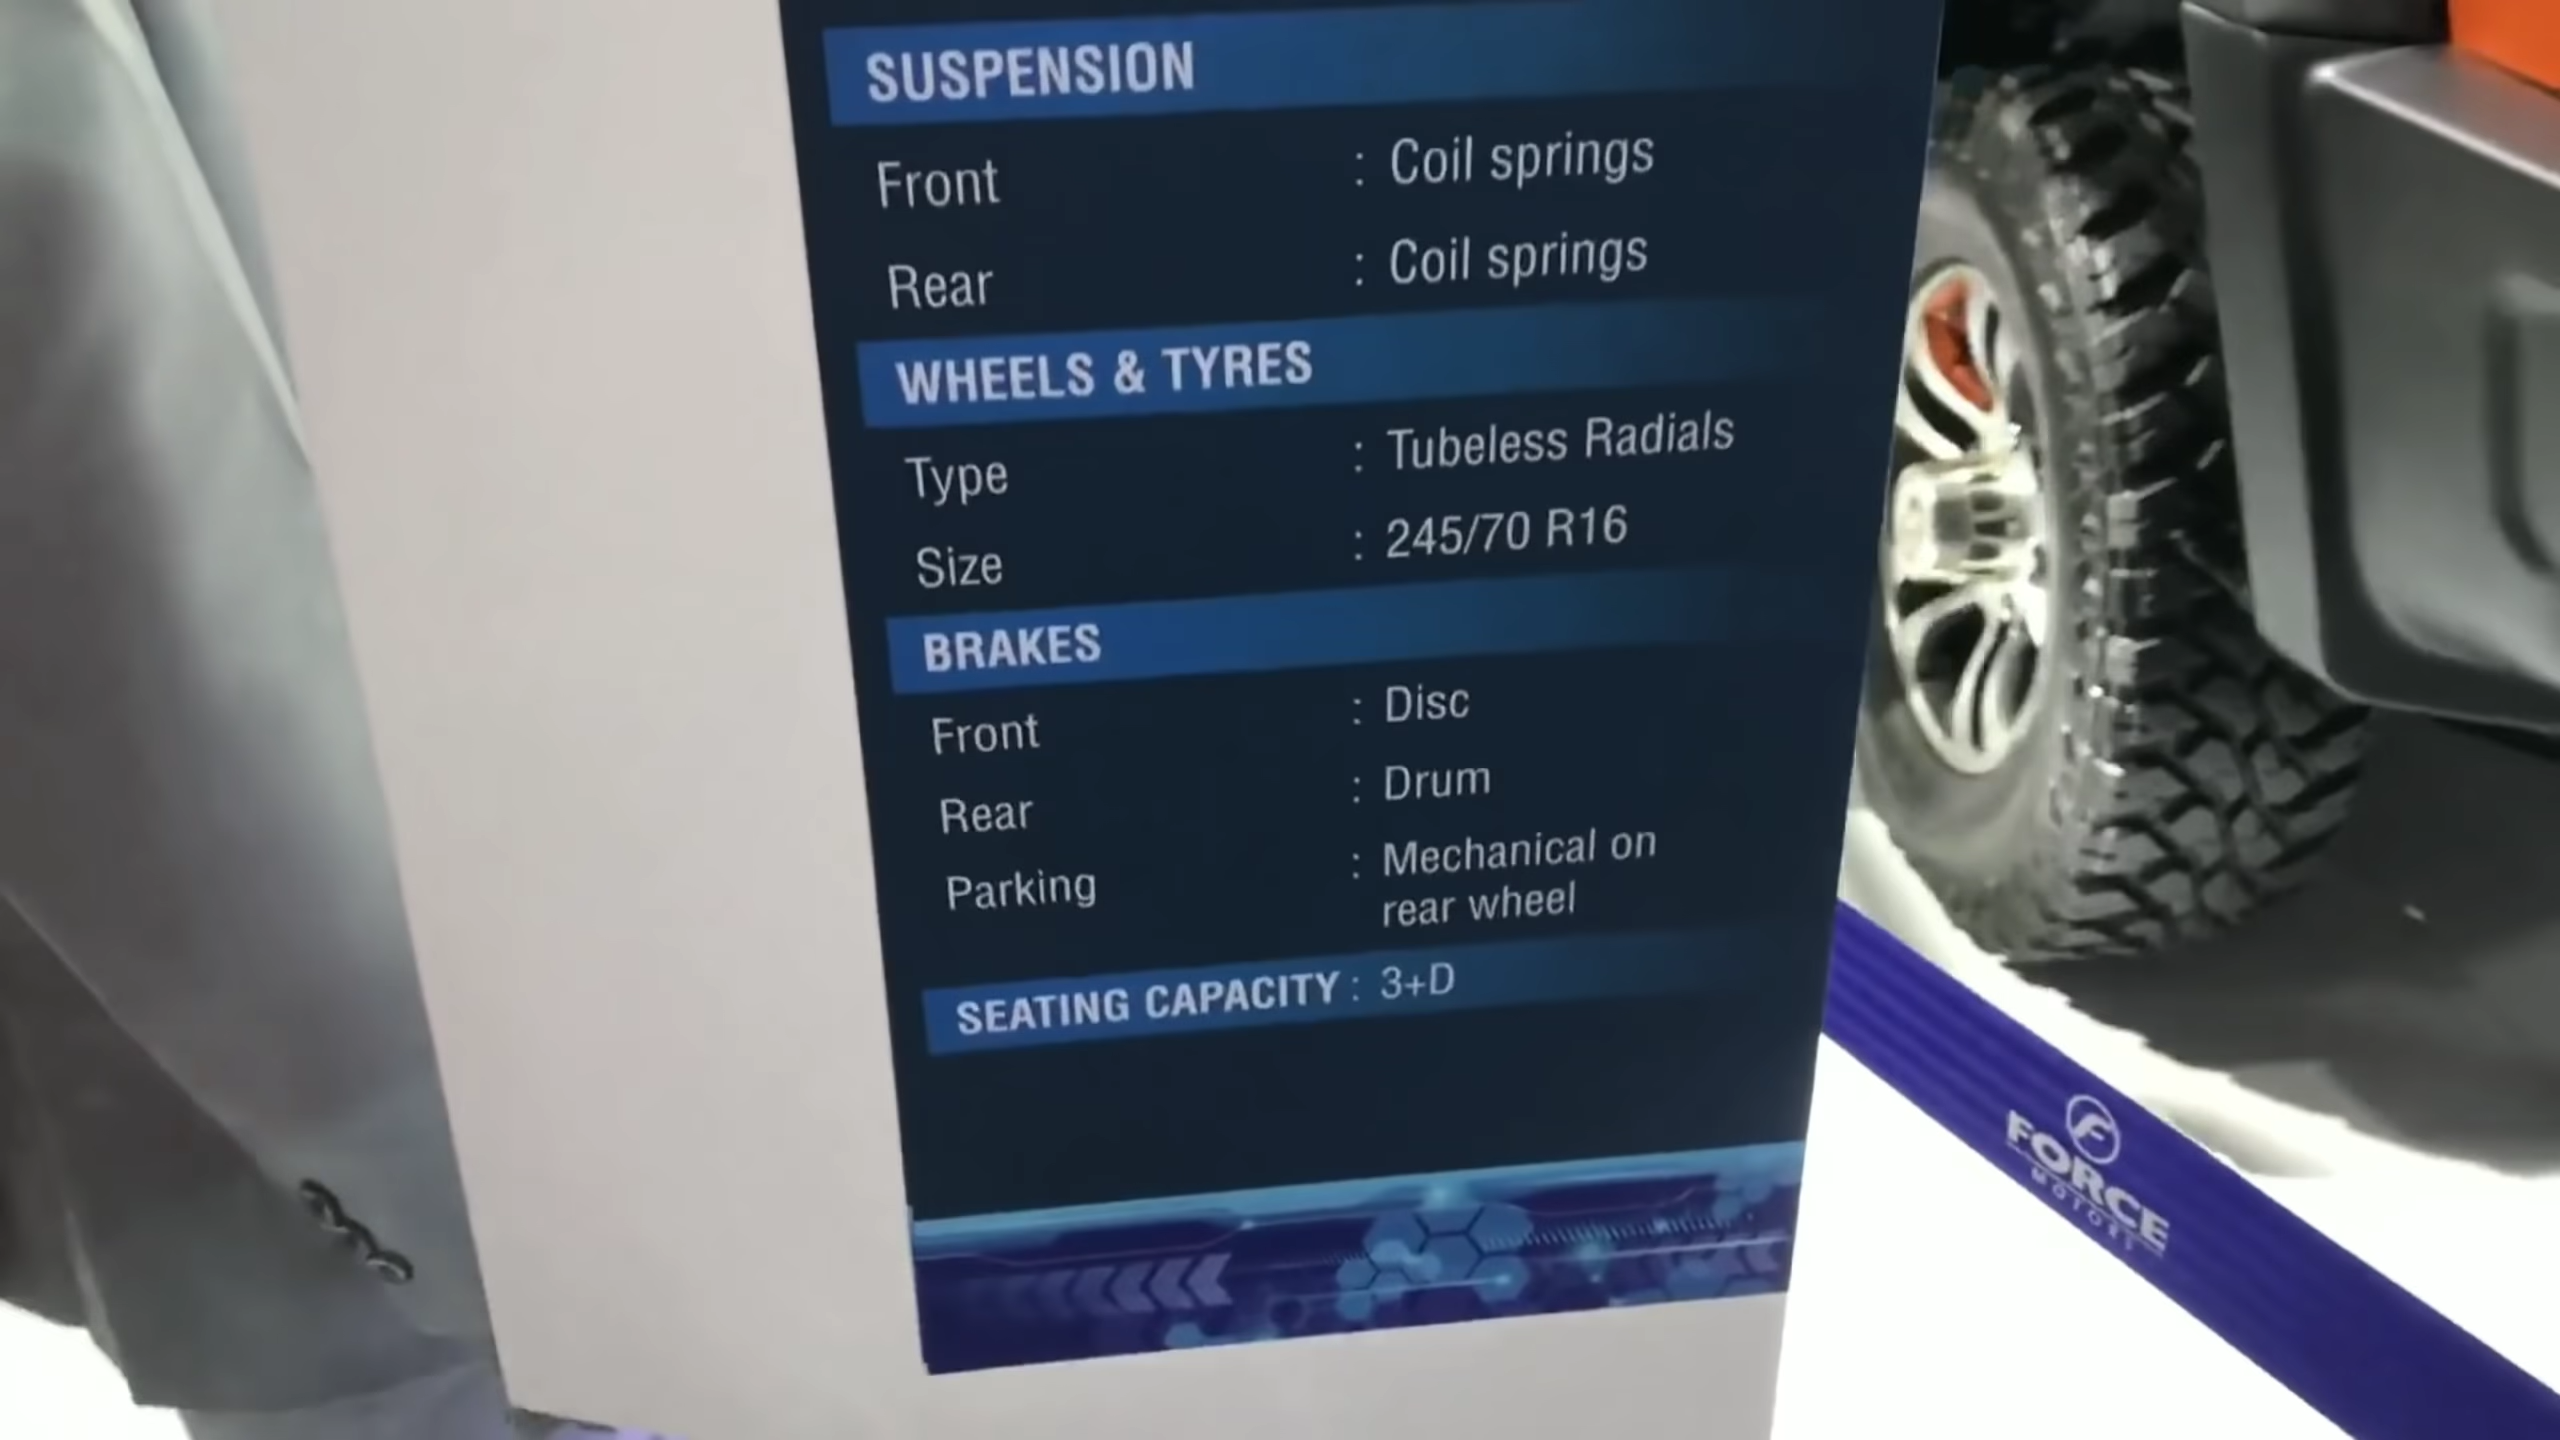 SUSPENSION
Front : Coil springs
Rear : Coil springs
WHEELS & TYRES
Type : Tubeless Radials
Size : 245/70 R16
BRAKES
Front : Disc
Rear : Drum
Parking : Mechanical on
rear wheel
SEATING CAPACITY : 3+D
FORCE
MOTORS